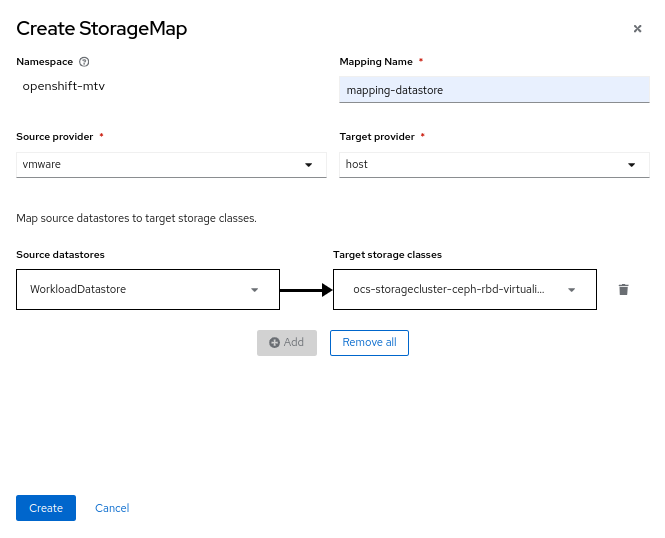 Create StorageMap
Namespace
Mapping Name *
openshift-mtv
mapping-datastore
Source provider *
Target provider *
vmware
host
Map source datastores to target storage classes.
Source datastores
Target storage classes
WorkloadDatastore
ocs-storagecluster-ceph-rbd-virtuali...
Add
Remove all
Create
Cancel